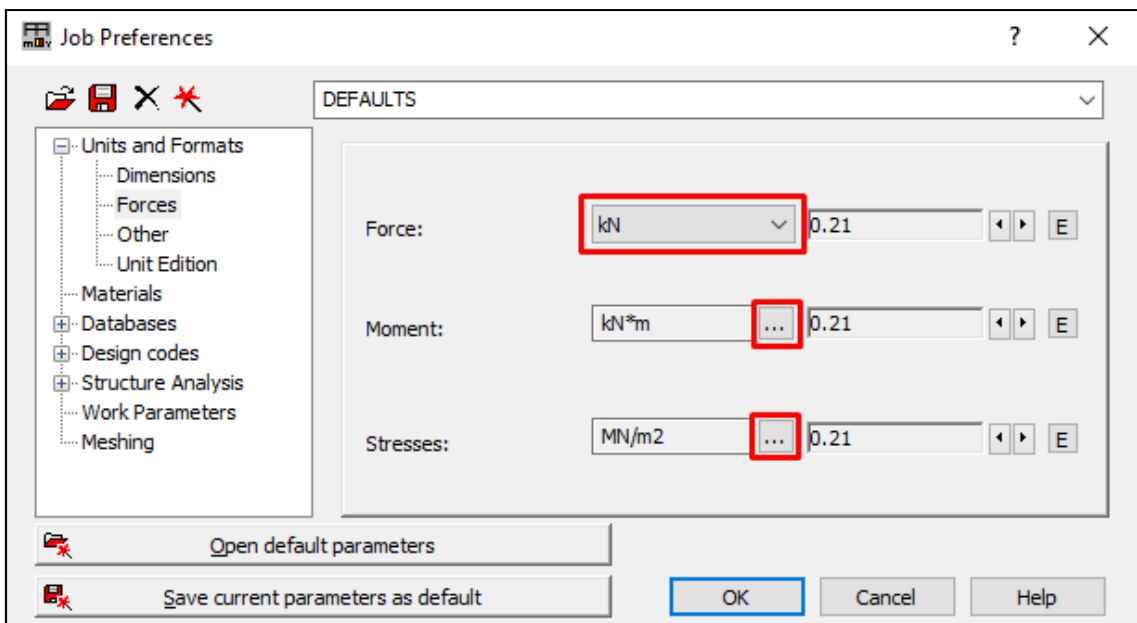 Job Preferences
?
DEFAULTS
Units and Formats
Dimensions
Forces
Other
Unit Edition
Materials
Databases
Design codes
Structure Analysis
Work Parameters
Meshing
Force: kN 0.21 E
Moment: kN*m ... 0.21 E
Stresses: MN/m2 ... 0.21 E
Open default parameters
Save current parameters as default
OK Cancel Help